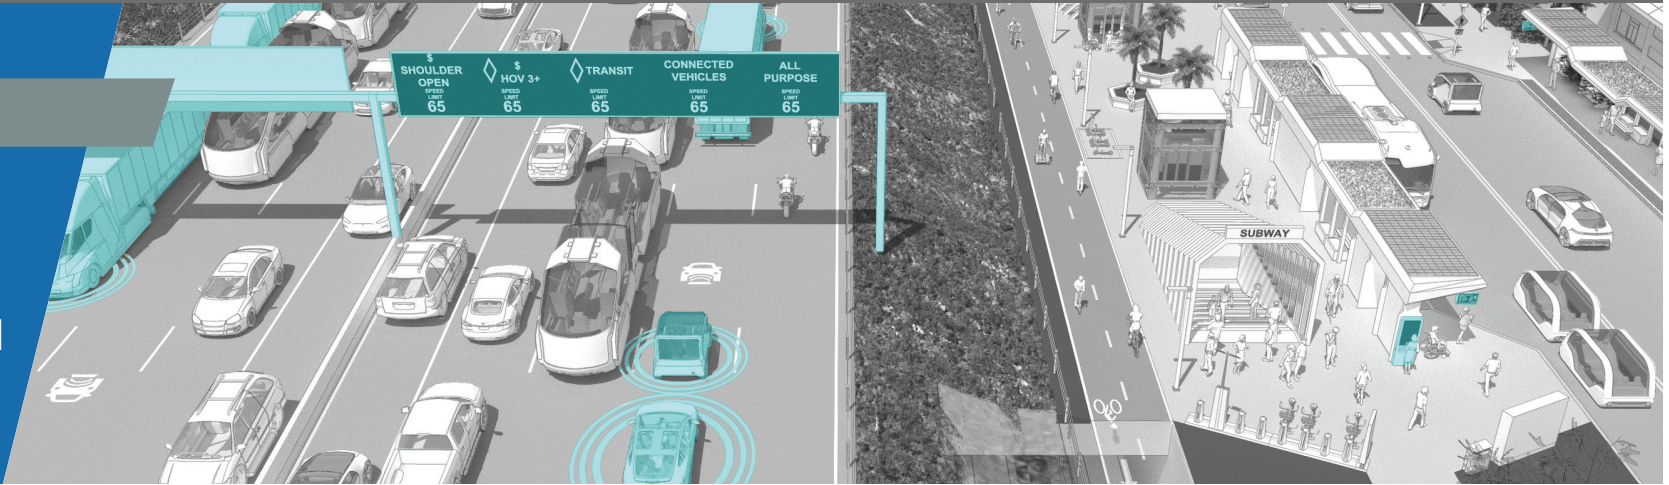 $
SHOULDER
OPEN
SPEED
LIMIT
65
$
HOV 3+
SPEED
LIMIT
65
TRANSIT
SPEED
LIMIT
65
CONNECTED
VEHICLES
SPEED
LIMIT
65
ALL
PURPOSE
SPEED
LIMIT
65
SUBWAY